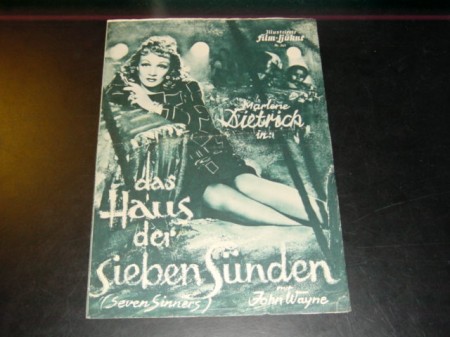 Illustrierte
Film-Bühne
Marlene
Dietrich
in:
das
Haus
der
sieben Sünden
(Seven Sinners)
John Wayne